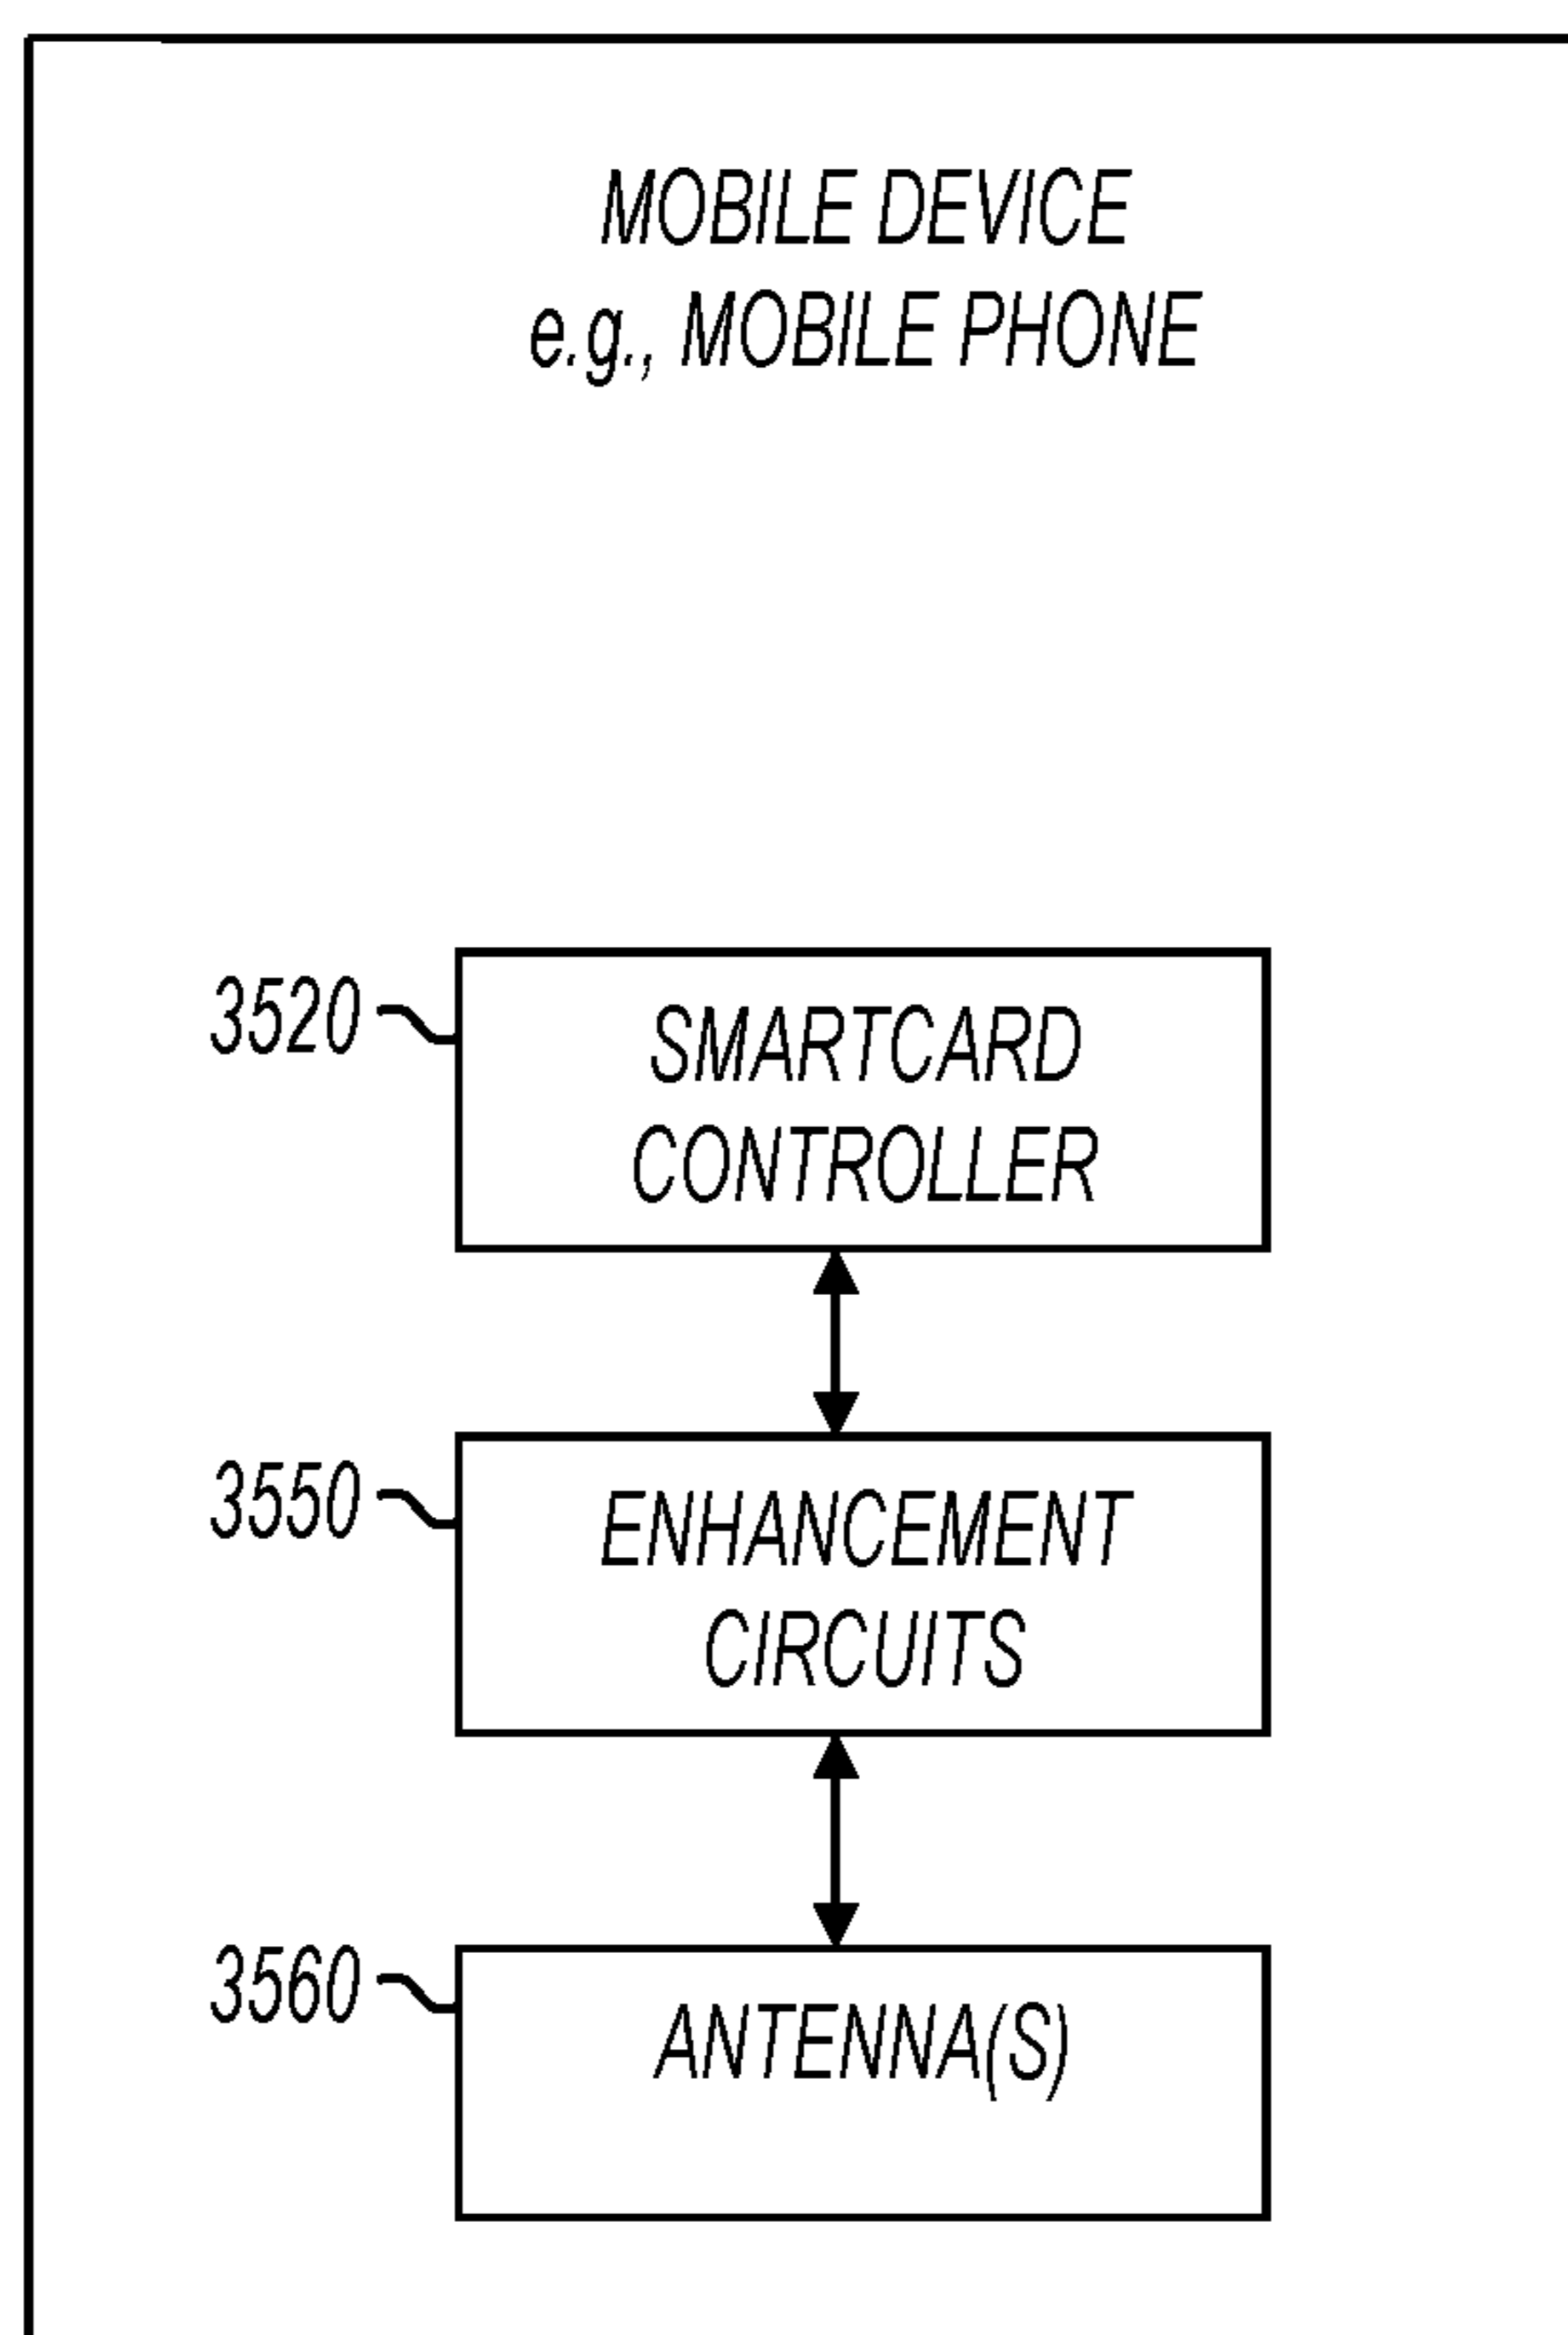 MOBILE DEVICE
e.g., MOBILE PHONE
3520
SMARTCARD
CONTROLLER
3550
ENHANCEMENT
CIRCUITS
3560
ANTENNA(S)